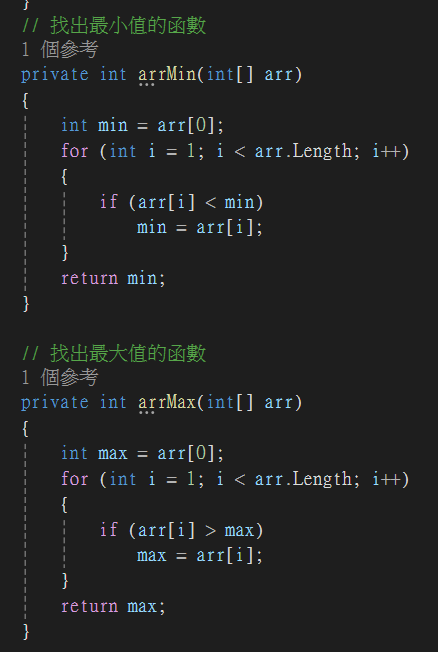 }
// 找出最小值的函數
1 個參考
private int arrMin(int[] arr)
{
    int min = arr[0];
    for (int i = 1; i < arr.Length; i++)
    {
        if (arr[i] < min)
            min = arr[i];
    }
    return min;
}
// 找出最大值的函數
1 個參考
private int arrMax(int[] arr)
{
    int max = arr[0];
    for (int i = 1; i < arr.Length; i++)
    {
        if (arr[i] > max)
            max = arr[i];
    }
    return max;
}